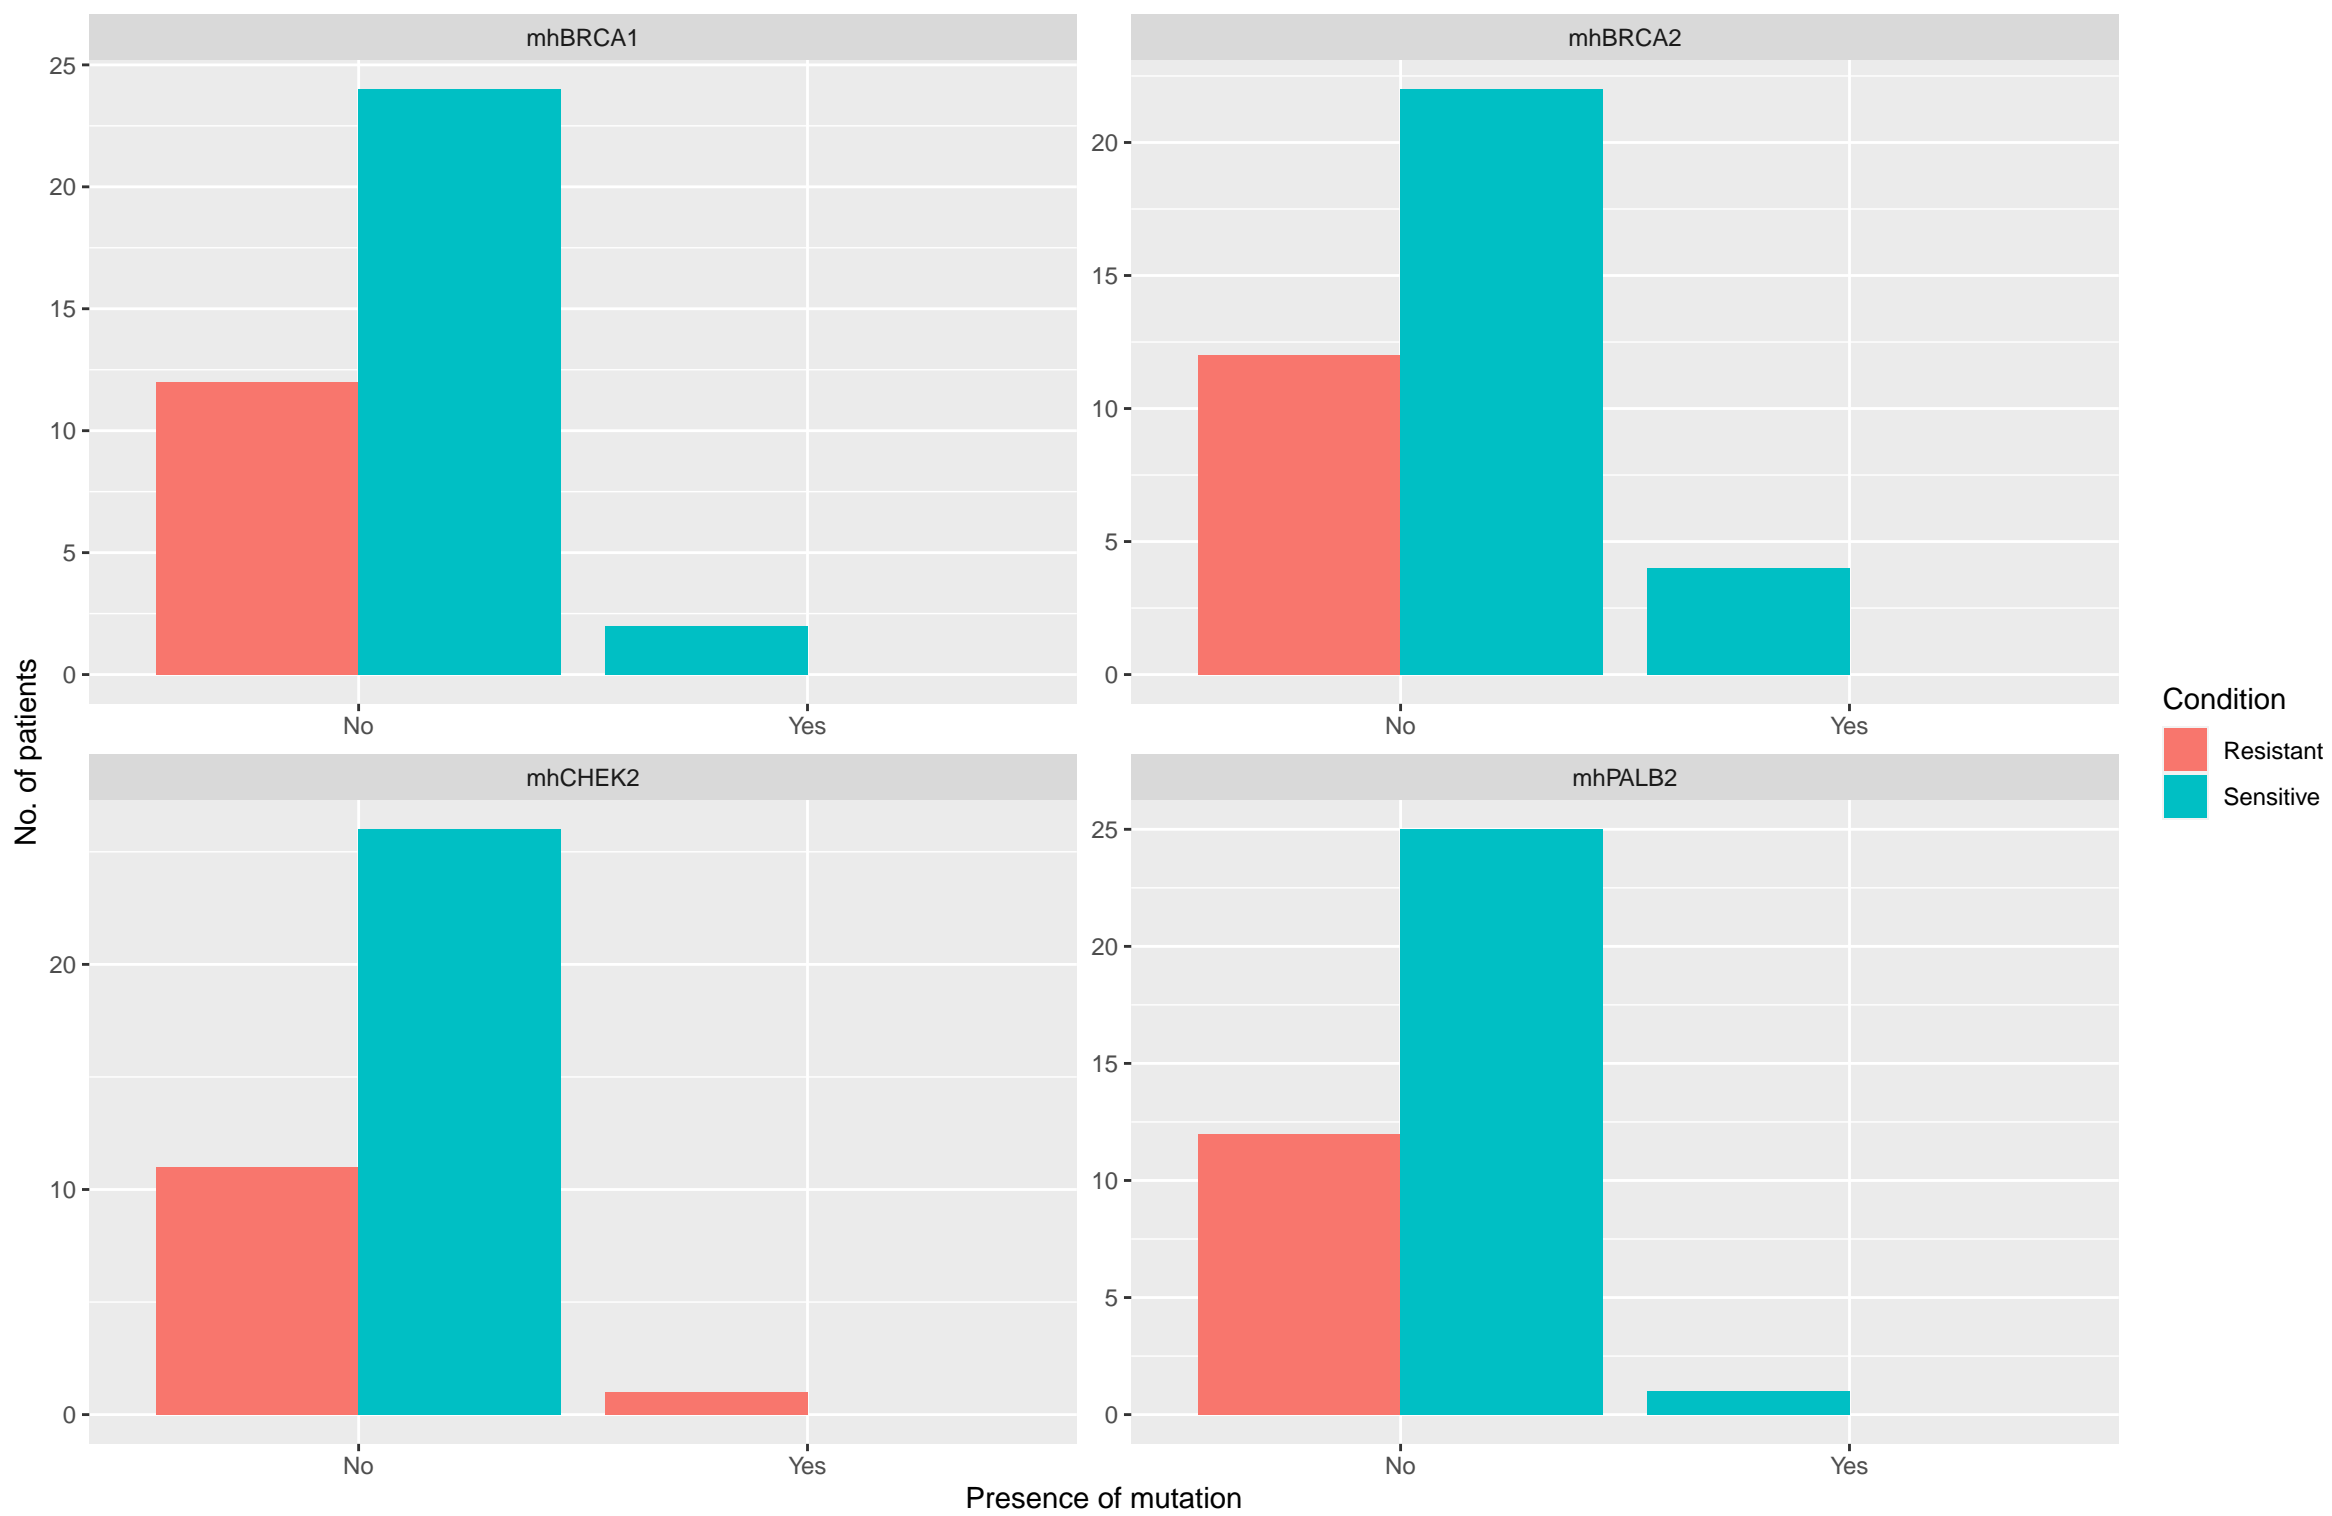 mhBRCA1
mhBRCA2
25
20
15
10
5
0
20
15
10
5
0
No
Yes
No
Yes
mhCHEK2
mhPALB2
20
10
0
25
20
15
10
5
0
No
Yes
No
Yes
No. of patients
Presence of mutation
Condition
Resistant
Sensitive